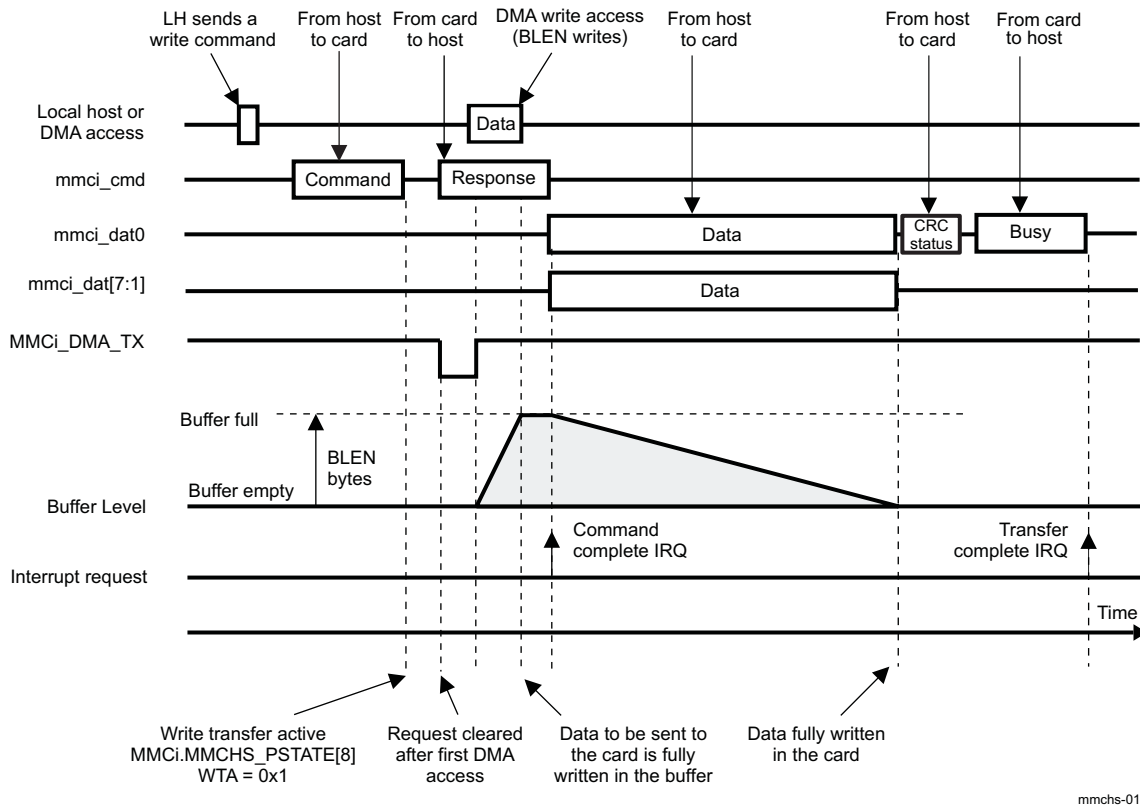 LH sends a
write command
From host
to card
From card
to host
DMA write access
(BLEN writes)
From host
to card
From host
to card
From card
to host
Local host or
DMA access
Data
mmci_cmd
Command
Response
mmci_dat0
Data
CRC
status
Busy
mmci_dat[7:1]
Data
MMCi_DMA_TX
Buffer full
BLEN
bytes
Buffer empty
Buffer Level
Command
complete IRQ
Transfer
complete IRQ
Interrupt request
Time
Write transfer active
MMCi.MMCHS_PSTATE[8]
WTA = 0x1
Request cleared
after first DMA
access
Data to be sent to
the card is fully
written in the buffer
Data fully written
in the card
mmchs-01